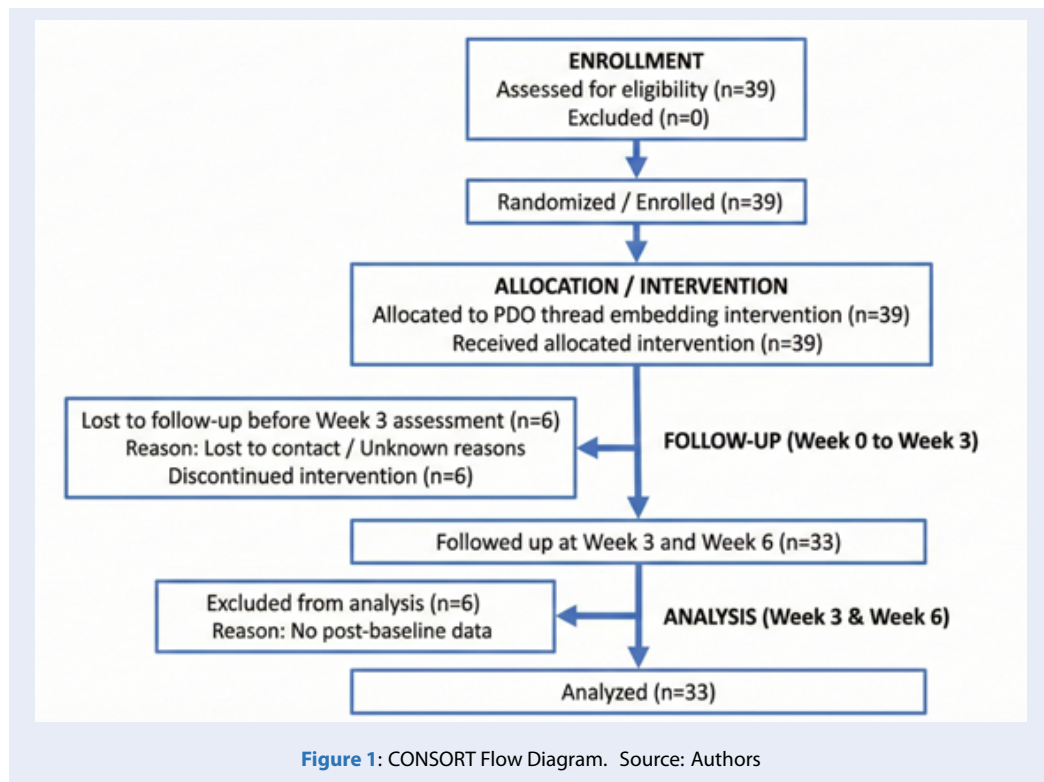 ENROLLMENT
Assessed for eligibility (n=39)
Excluded (n=0)
Randomized / Enrolled (n=39)
ALLOCATION / INTERVENTION
Allocated to PDO thread embedding intervention (n=39)
Received allocated intervention (n=39)
Lost to follow-up before Week 3 assessment (n=6)
Reason: Lost to contact / Unknown reasons
Discontinued intervention (n=6)
FOLLOW-UP (Week 0 to Week 3)
Followed up at Week 3 and Week 6 (n=33)
Excluded from analysis (n=6)
Reason: No post-baseline data
ANALYSIS (Week 3 & Week 6)
Analyzed (n=33)
Figure 1: CONSORT Flow Diagram. Source: Authors